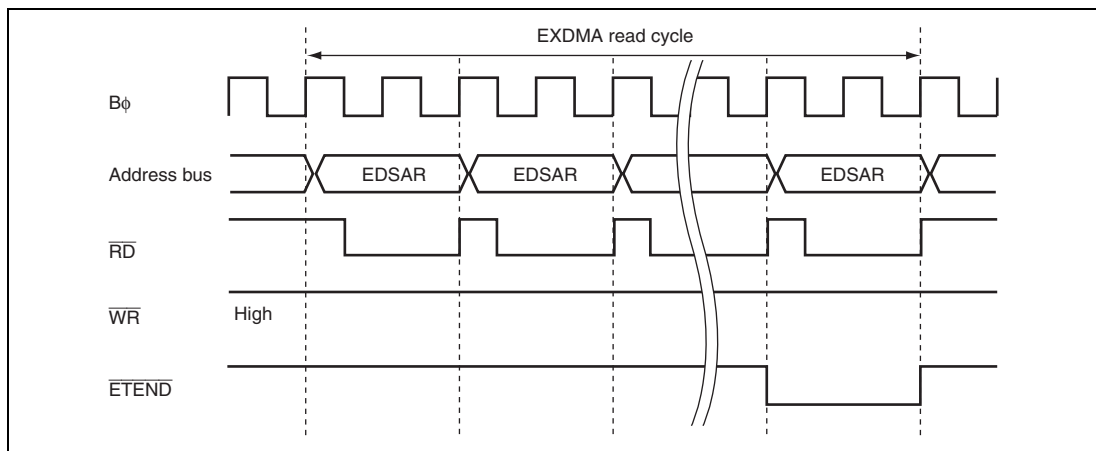 EXDMA read cycle
Bϕ
Address bus EDSAR EDSAR EDSAR
RD
WR High
ETEND